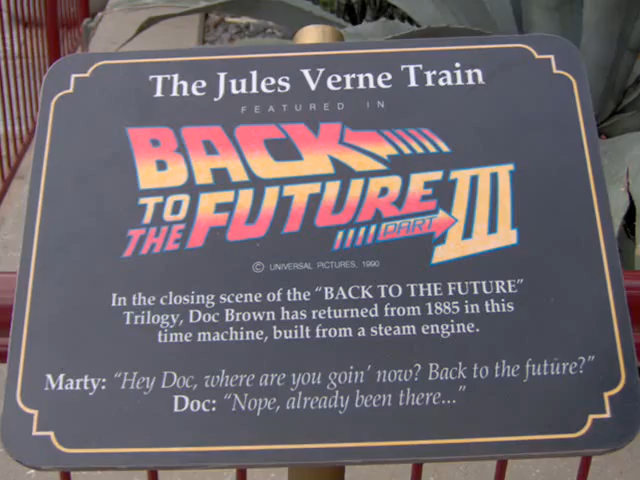 The Jules Verne Train
FEATURED IN
BACK
TO
THE FUTURE
PART III
© UNIVERSAL PICTURES, 1990
In the closing scene of the “BACK TO THE FUTURE”
Trilogy, Doc Brown has returned from 1885 in this
time machine, built from a steam engine.
Marty: “Hey Doc, where are you goin’ now? Back to the future?”
Doc: “Nope, already been there...”